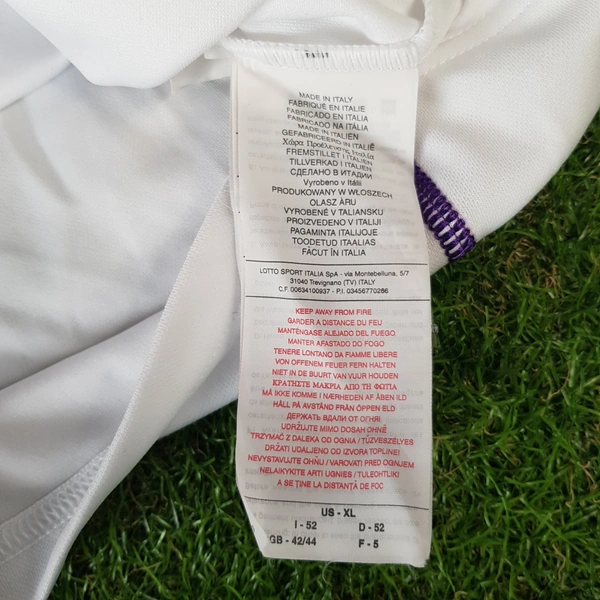 MADE IN ITALY
FABRIQUÉ EN ITALIE
FABRICADO EN ITALIA
FABRICADO NA ITÁLIA
MADE IN ITALIEN
GEFABRICEERD IN ITALIË
Χώρα Προέλευσης Ιταλία
FREMSTILLET I ITALIEN
TILLVERKAD I ITALIEN
СДЕЛАНО В ИТАДИИ
Vyrobeno v Itálii
PRODUKOWANY W WŁOSZECH
OLASZ ÁRU
VYROBENÉ V TALIANSKU
PROIZVEDENO V ITALIJI
PAGAMINTA ITALIJOJE
TOODETUD ITAALIAS
FĂCUT ÎN ITALIA
LOTTO SPORT ITALIA SpA - via Montebelluna, 5/7
31040 Trevignano (TV) ITALY
C.F. 00634100937 - P.I. 03456770266
KEEP AWAY FROM FIRE
GARDER A DISTANCE DU FEU
MANTÉNGASE ALEJADO DEL FUEGO
MANTER AFASTADO DO FOGO
TENERE LONTANO DA FIAMME LIBERE
VON OFFENEM FEUER FERN HALTEN
NIET IN DE BUURT VAN VUUR HOUDEN
ΚΡΑΤΗΣΤΕ ΜΑΚΡΙΑ ΑΠΟ ΤΗ ΦΩΤΙΑ
MÅ IKKE KOMME I NÆRHEDEN AF ÅBEN ILD
HÅLL PÅ AVSTÅND FRÅN ÖPPEN ELD
ДЕРЖАТЬ ВДАЛИ ОТ ОГНЯ!
UDRŽUJTE MIMO DOSAH OHNĚ
TRZYMAĆ Z DALEKA OD OGNIA / TŰZVESZÉLYES
DRŽATI UDALJENO OD IZVORA TOPLINE!
NEVYSTAVUJTE OHŇU / VAROVATI PRED OGNJEM
NELAIKYKITE ARTI UGNIES / TULEOHTLIK!
A SE ȚINE LA DISTANȚĂ DE FOC
US - XL
I - 52 D - 52
GB - 42/44 F - 5